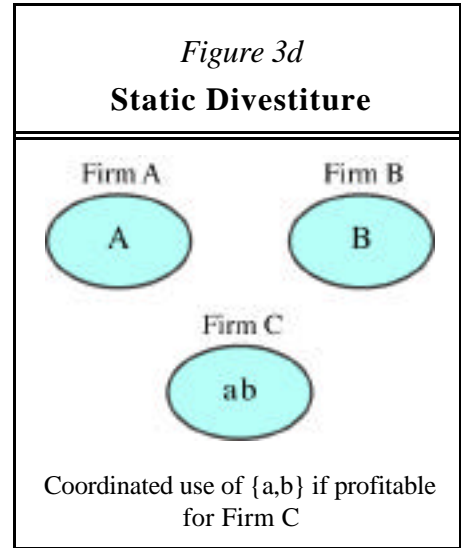 Figure 3d
Static Divestiture
Firm A Firm B
A B
Firm C
ab
Coordinated use of {a,b} if profitable
for Firm C